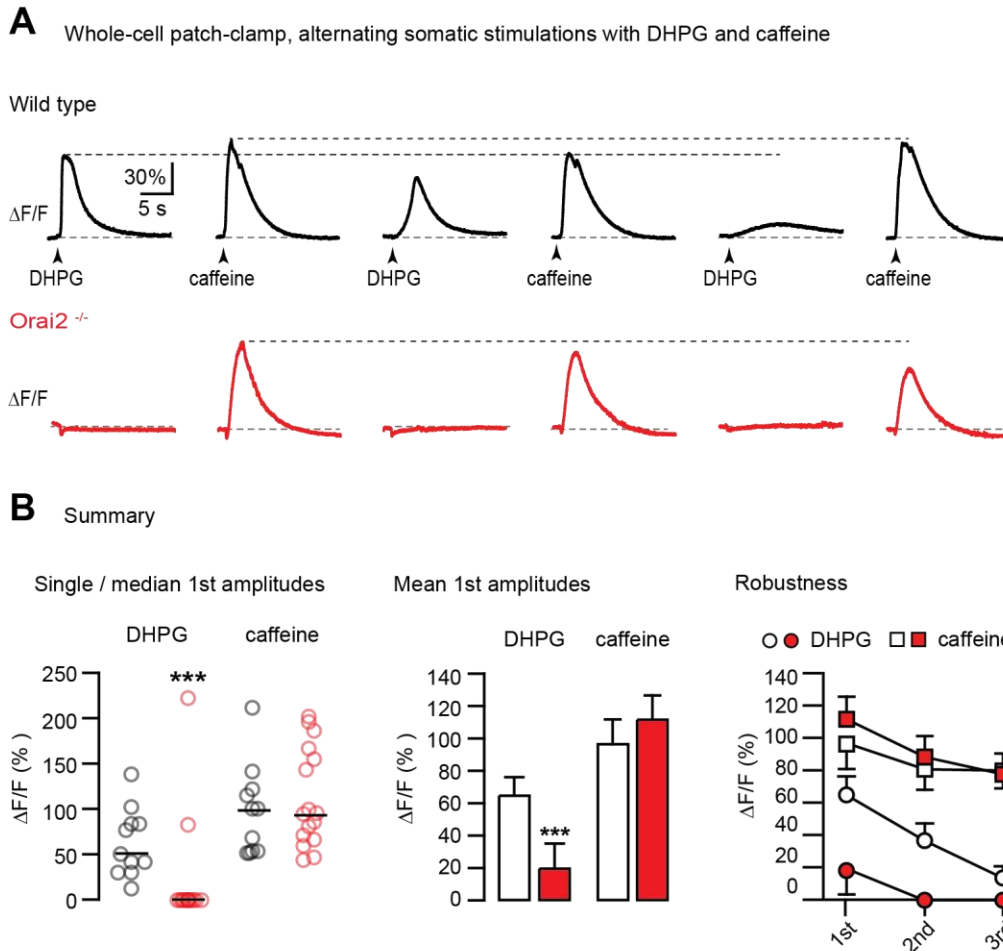 A Whole-cell patch-clamp, alternating somatic stimulations with DHPG and caffeine
Wild type
30%
5 s
ΔF/F
DHPG caffeine DHPG caffeine DHPG caffeine
Orai2 -/-
ΔF/F
B Summary
Single / median 1st amplitudes
DHPG caffeine
***
250
200
150
100
50
0
ΔF/F (% )
Mean 1st amplitudes
DHPG caffeine
***
140
120
100
80
60
40
20
0
ΔF/F (% )
Robustness
DHPG caffeine
140
120
100
80
60
40
20
0
ΔF/F (%)
1st 2nd 3rd